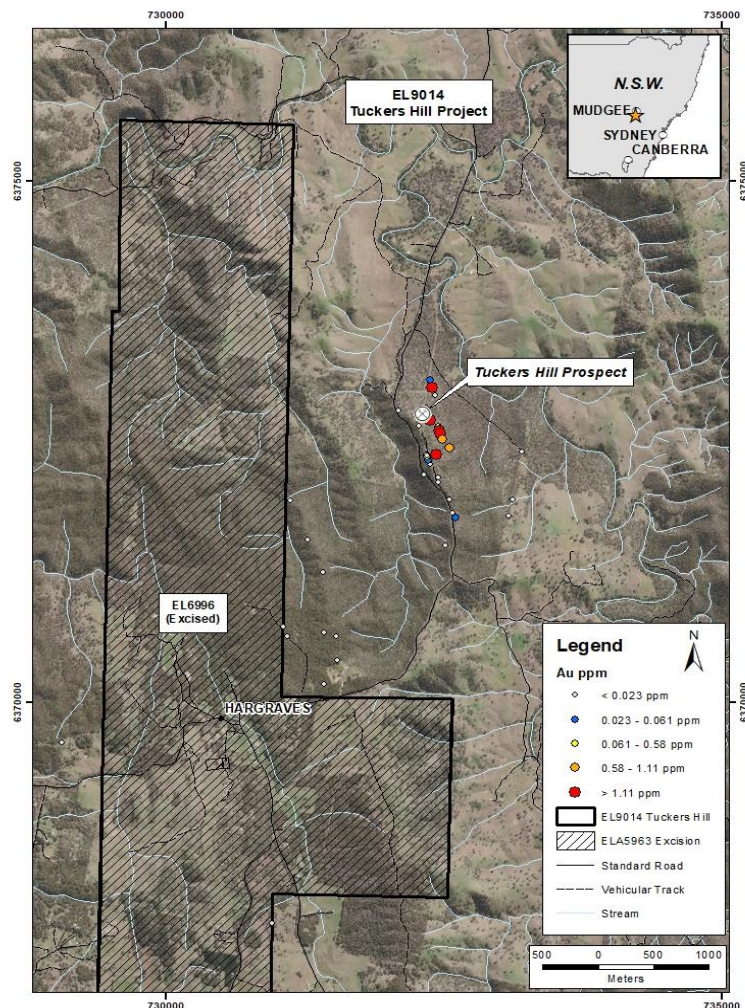 730000
735000
EL9014
Tuckers Hill Project
N.S.W.
MUDGEE
SYDNEY
CANBERRA
6375000
6375000
Tuckers Hill Prospect
EL6996
(Excised)
HARGRAVES
6370000
6370000
Legend
N
Au ppm
< 0.023 ppm
0.023 - 0.061 ppm
0.061 - 0.58 ppm
0.58 - 1.11 ppm
> 1.11 ppm
EL9014 Tuckers Hill
ELA5963 Excision
Standard Road
Vehicular Track
Stream
500 0 500 1000
Meters
730000
735000